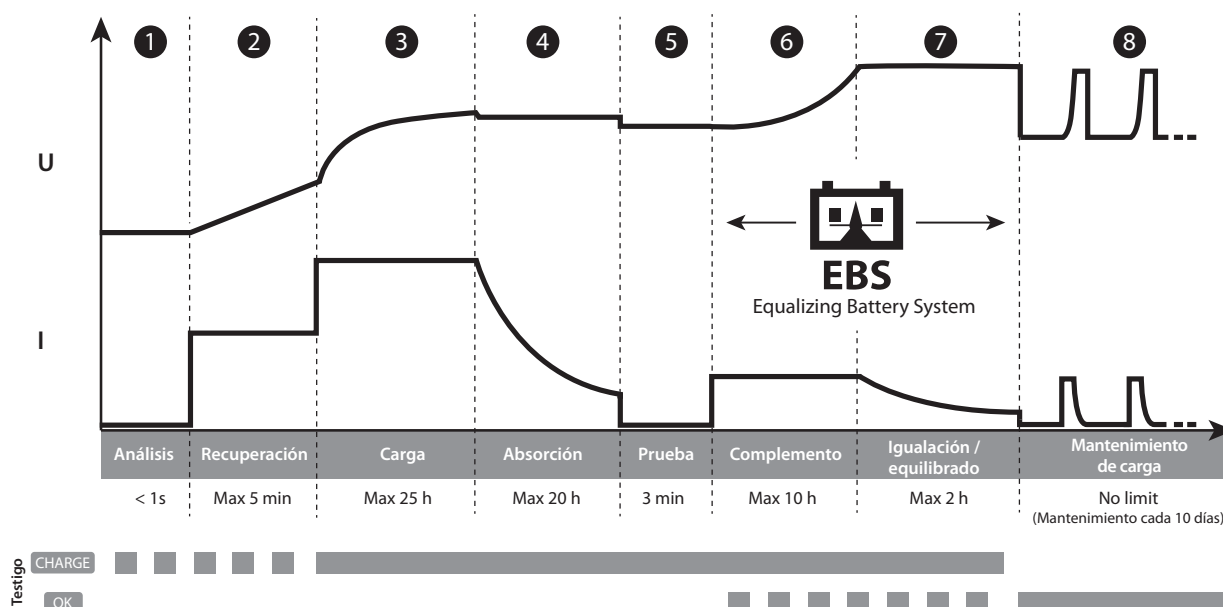 1 2 3 4 5 6 7 8
U
EBS
Equalizing Battery System
I
Análisis Recuperación Carga Absorción Prueba Complemento Igualación / equilibrado Mantenimiento de carga
< 1s Max 5 min Max 25 h Max 20 h 3 min Max 10 h Max 2 h No limit
(Mantenimiento cada 10 días)
Testigo
CHARGE
OK